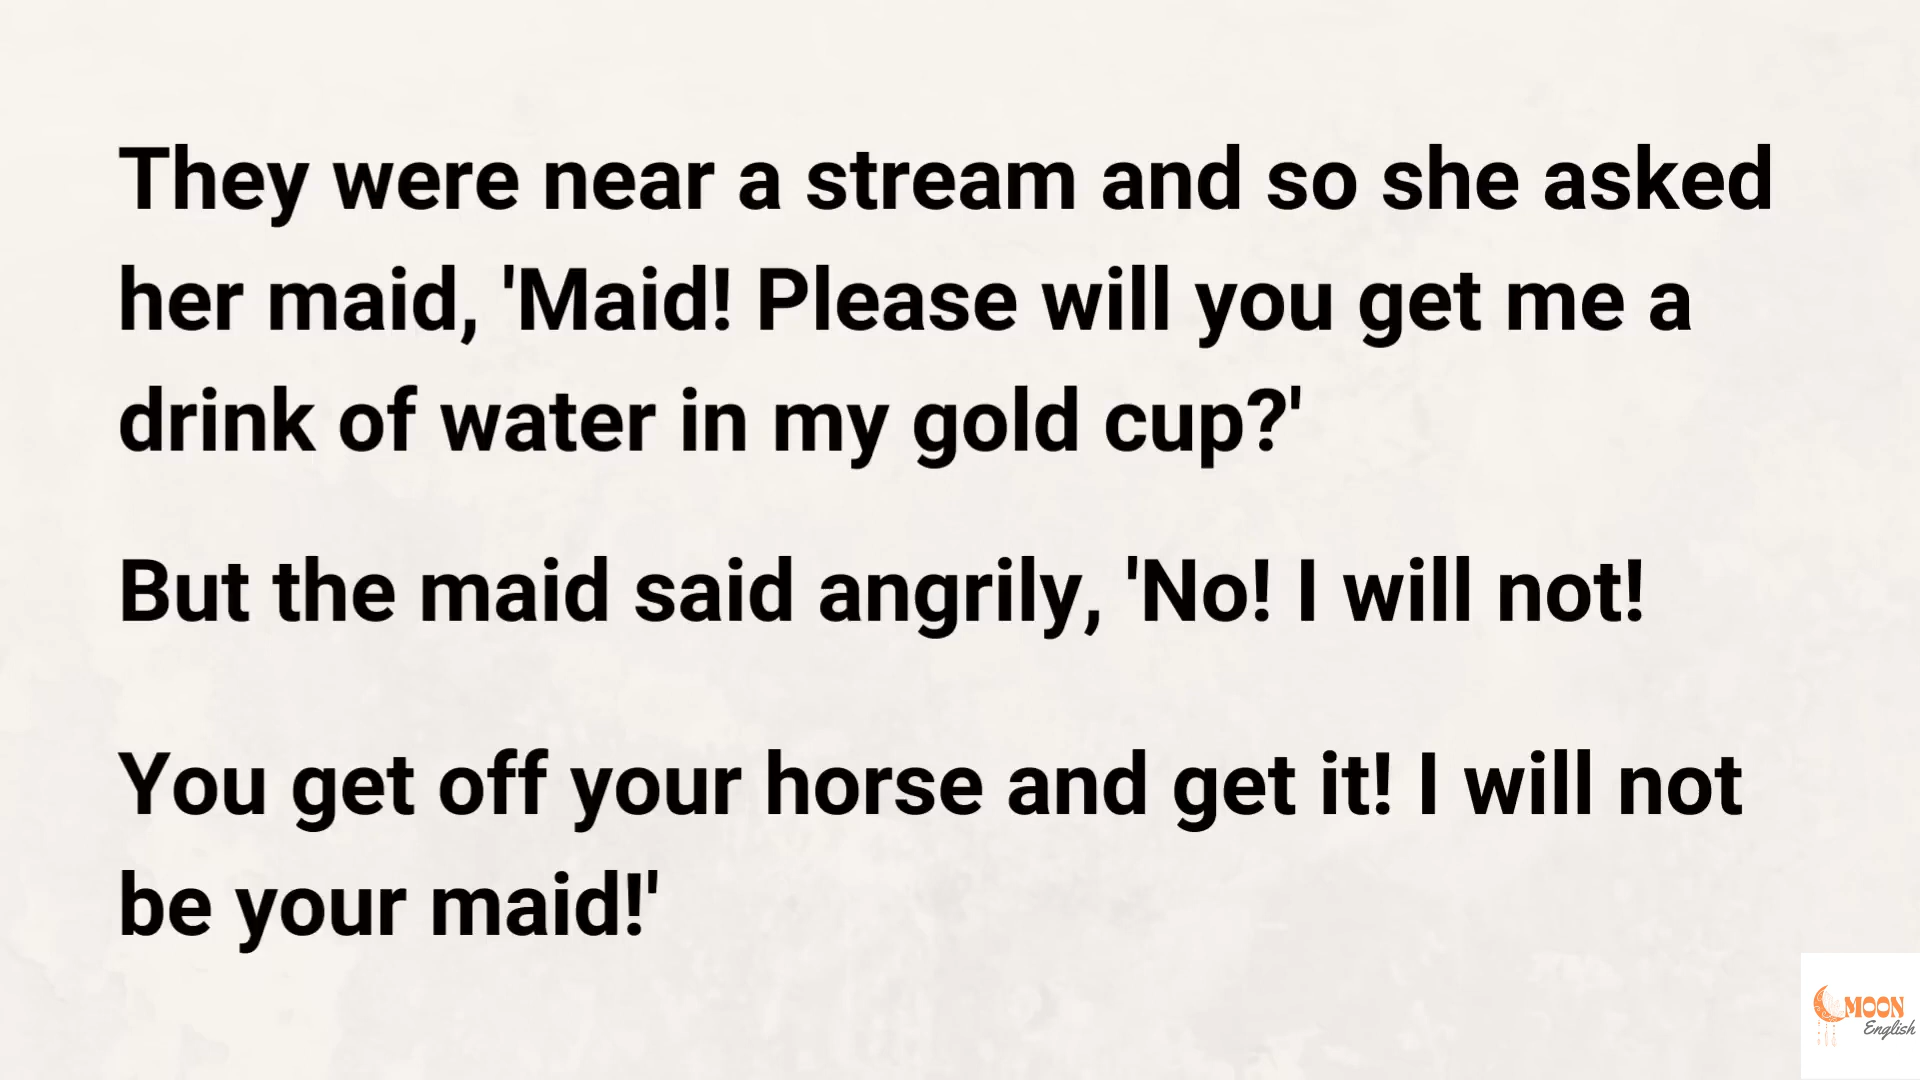 They were near a stream and so she asked
her maid, 'Maid! Please will you get me a
drink of water in my gold cup?'
But the maid said angrily, 'No! I will not!
You get off your horse and get it! I will not
be your maid!'
MOON
English